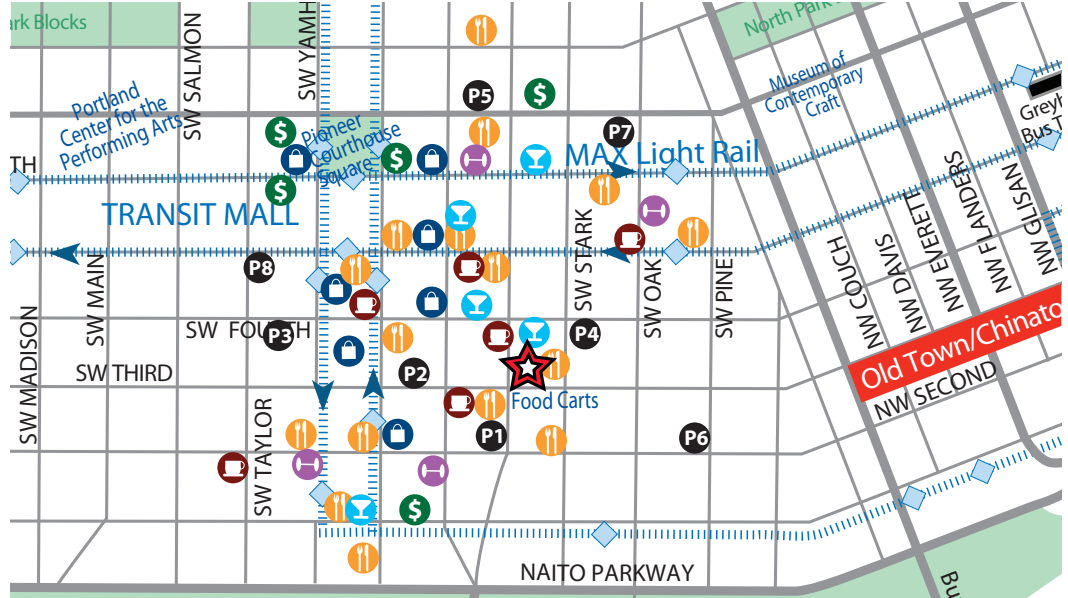 ark Blocks
SW SALMON
SW YAMH
North Park
Portland
Center for the
Performing Arts
Museum of
Contemporary
Craft
P5
$
Greyh
Bus T
$
P7
Pioneer
Courthouse
Square
$
TH
MAX Light Rail
$
TRANSIT MALL
P8
SW MAIN
SW STARK
SW OAK
SW PINE
NW COUCH
NW DAVIS
NW EVERETT
NW FLANDERS
NW GLISAN
SW MADISON
SW FOURTH
P3
P4
Old Town/Chinato
SW THIRD
P2
NW SECOND
Food Carts
SW TAYLOR
P1
P6
$
NAITO PARKWAY